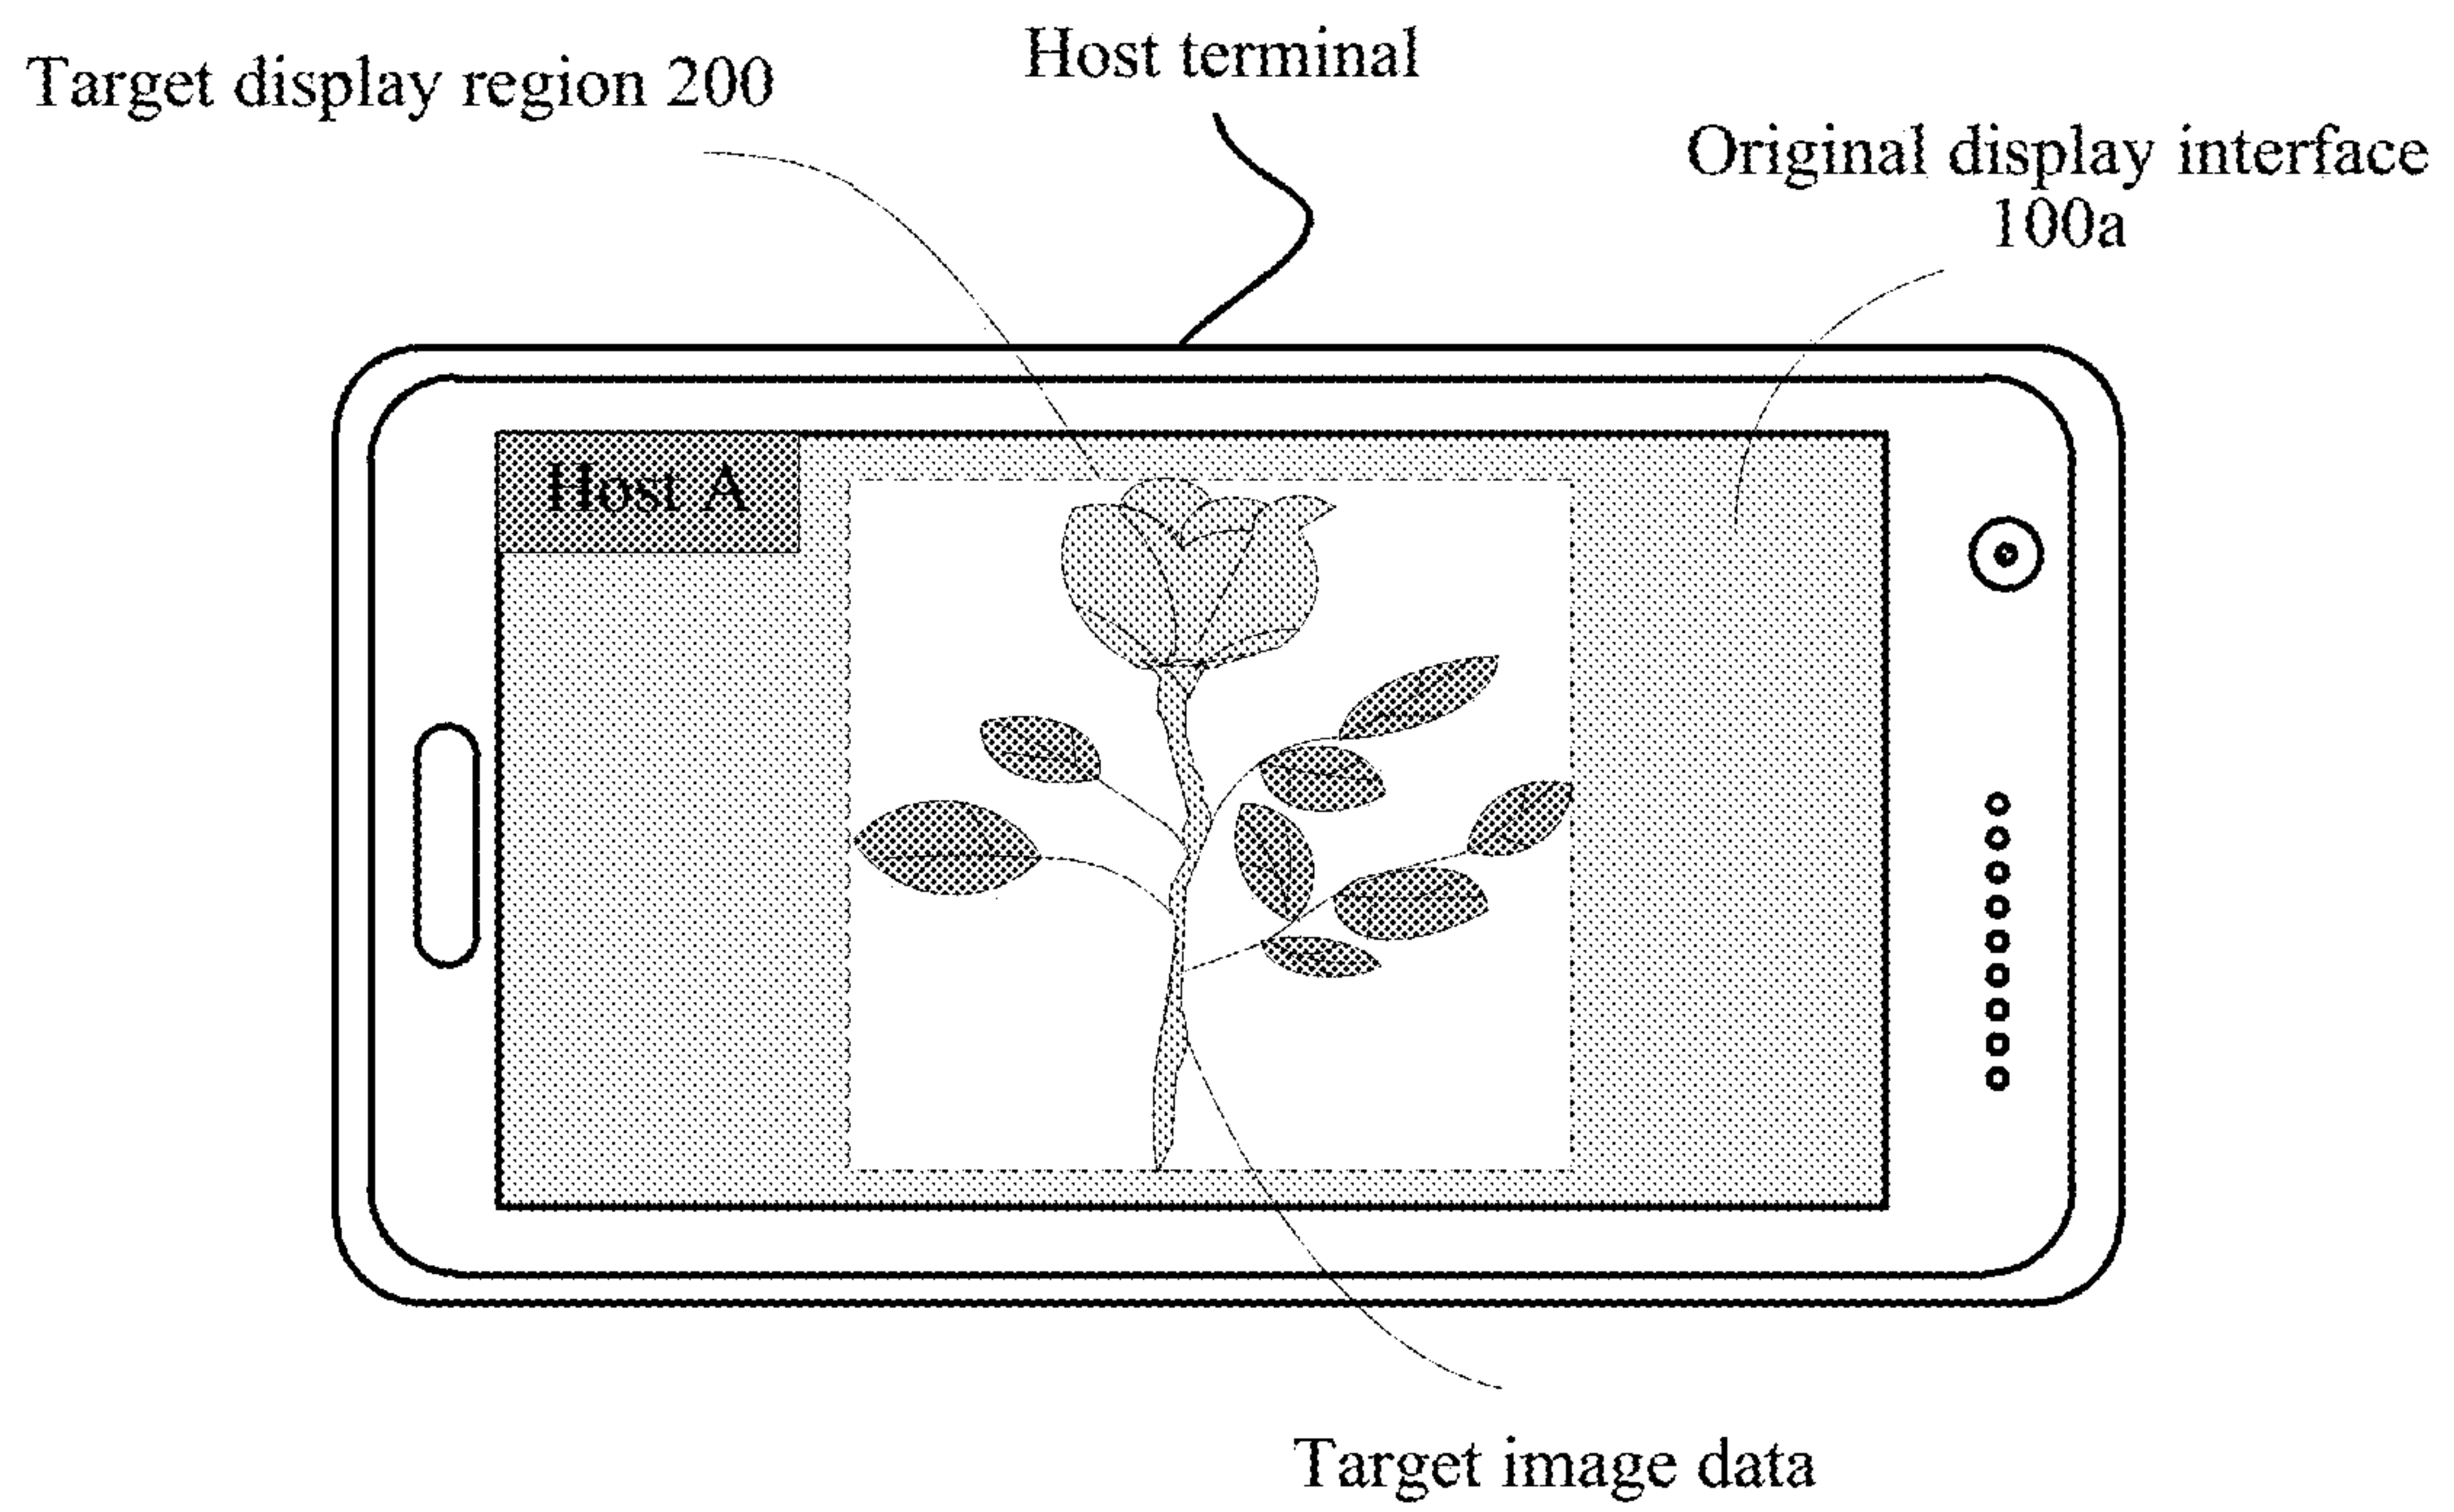 Host terminal
Target display region 200
Original display interface
100a
Host A
Target image data